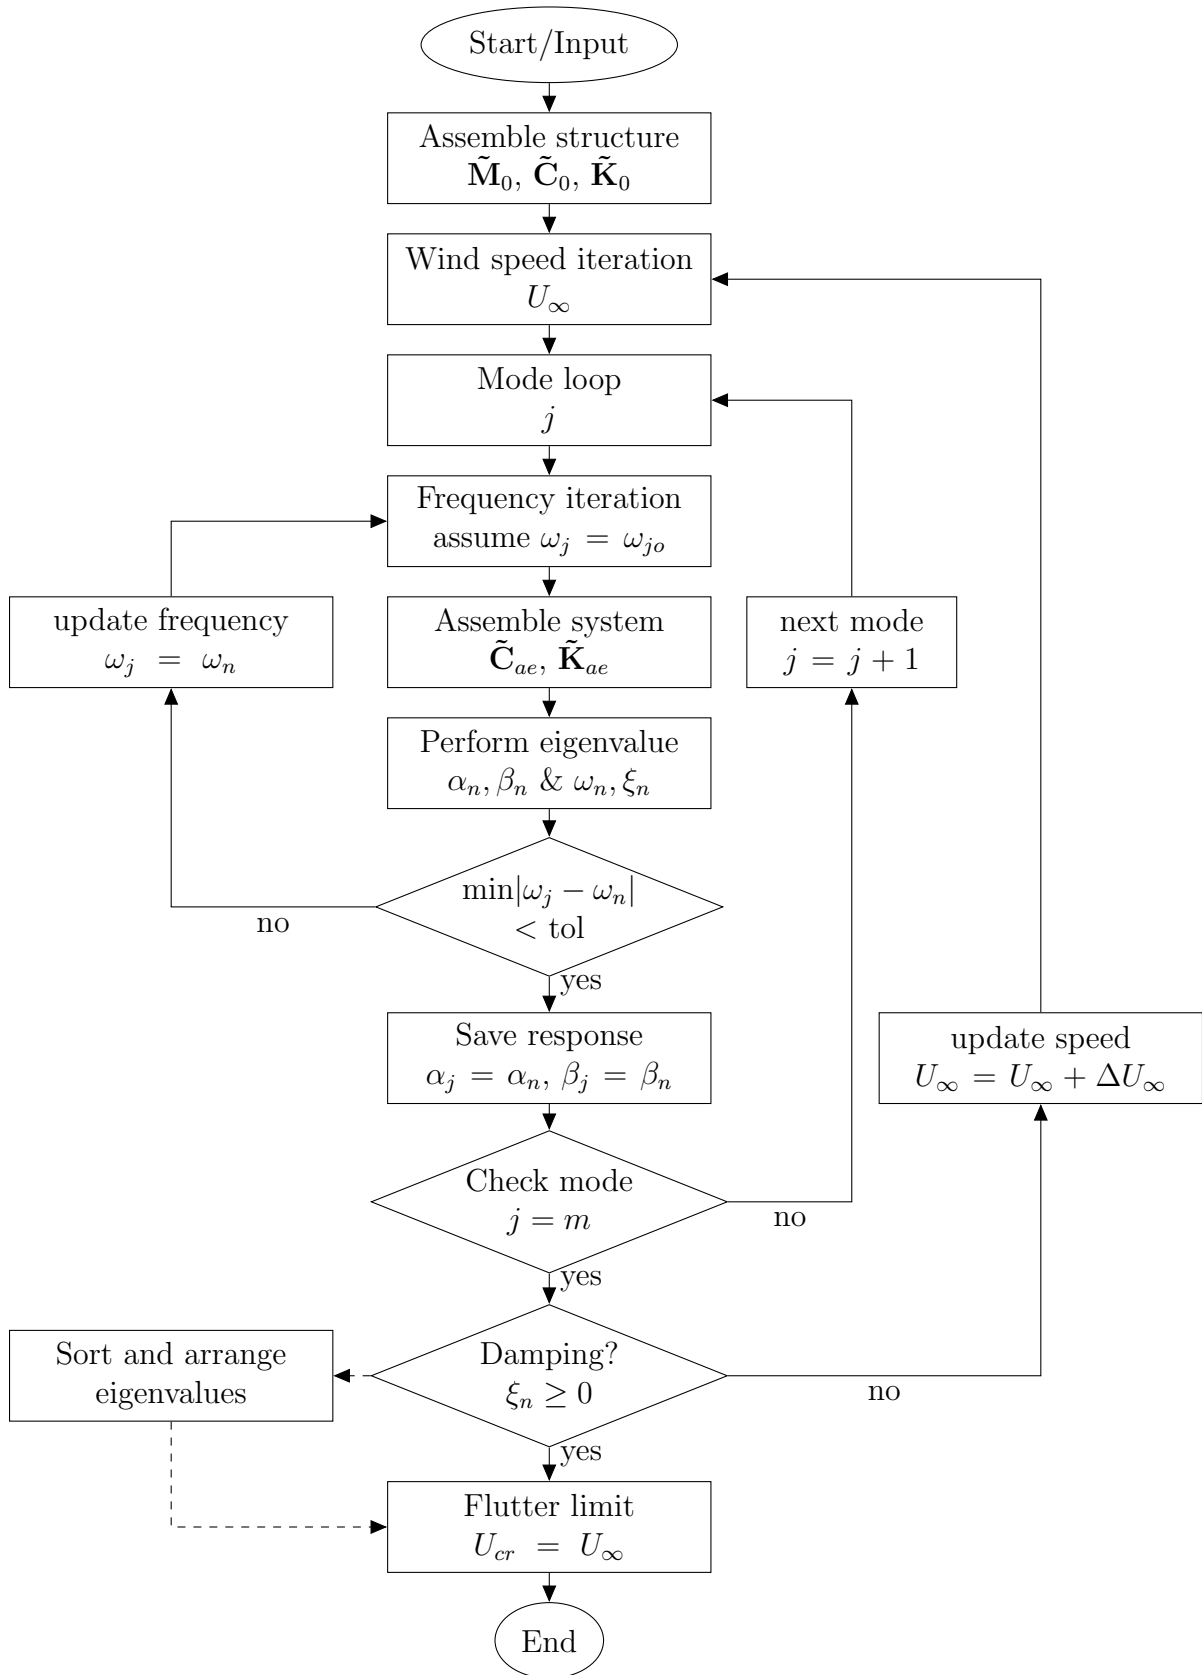 Start/Input
Assemble structure
M̃₀, C̃₀, K̃₀
Wind speed iteration
U∞
Mode loop
j
Frequency iteration
assume ωⱼ = ωⱼₒ
update frequency
ωⱼ = ωₙ
Assemble system
C̃ₐₑ, K̃ₐₑ
next mode
j = j + 1
Perform eigenvalue
αₙ, βₙ & ωₙ, ξₙ
min|ωⱼ − ωₙ|
< tol
no
yes
Save response
αⱼ = αₙ, βⱼ = βₙ
update speed
U∞ = U∞ + ΔU∞
Check mode
j = m
no
yes
Sort and arrange
eigenvalues
Damping?
ξₙ ≥ 0
no
yes
Flutter limit
U_cr = U∞
End